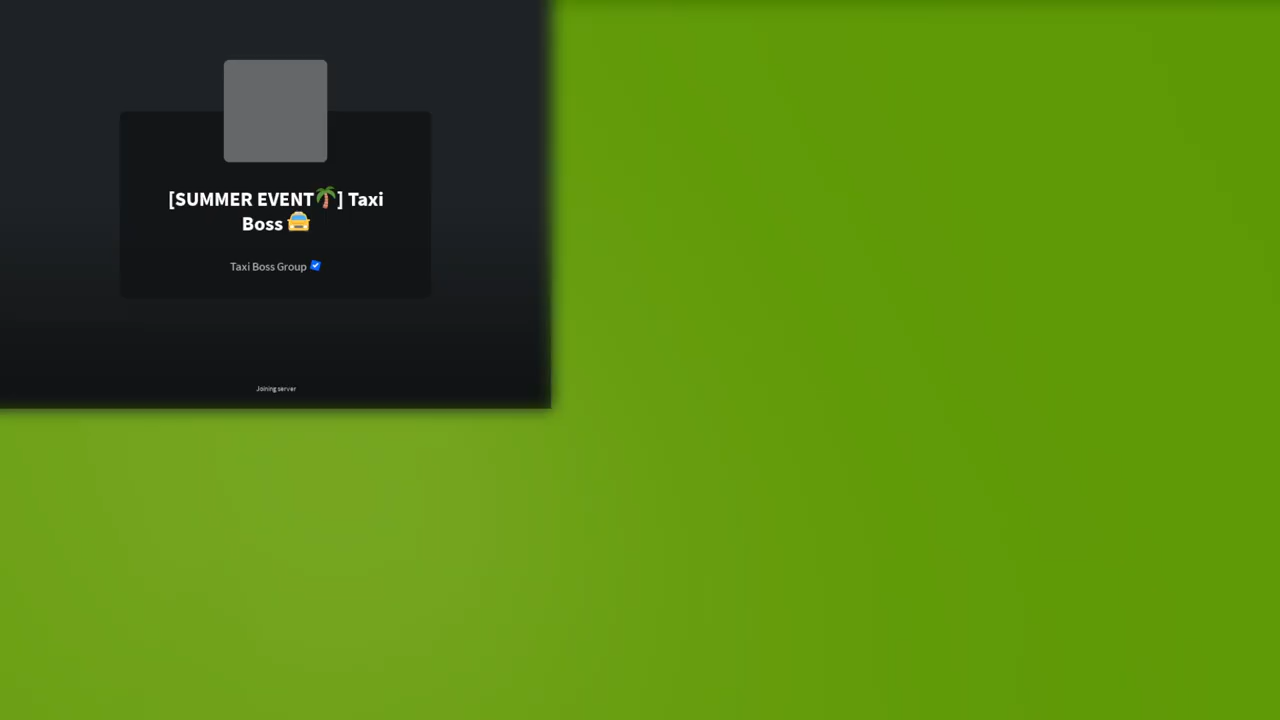 [SUMMER EVENT🌴] Taxi
Boss 🚖
Taxi Boss Group
Joining server